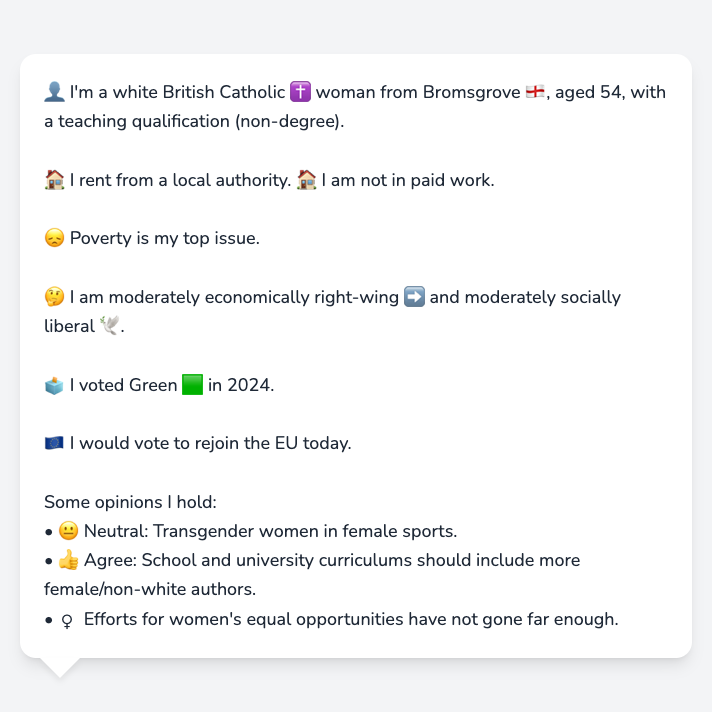 👤 I'm a white British Catholic ✝️ woman from Bromsgrove 🏴󠁧󠁢󠁥󠁮󠁧󠁿, aged 54, with
a teaching qualification (non-degree).
🏠 I rent from a local authority. 🏠 I am not in paid work.
😞 Poverty is my top issue.
🤔 I am moderately economically right-wing ➡️ and moderately socially
liberal 🕊️.
🗳️ I voted Green 🟩 in 2024.
🇪🇺 I would vote to rejoin the EU today.
Some opinions I hold:
• 😐 Neutral: Transgender women in female sports.
• 👍 Agree: School and university curriculums should include more
female/non-white authors.
• ♀ Efforts for women's equal opportunities have not gone far enough.